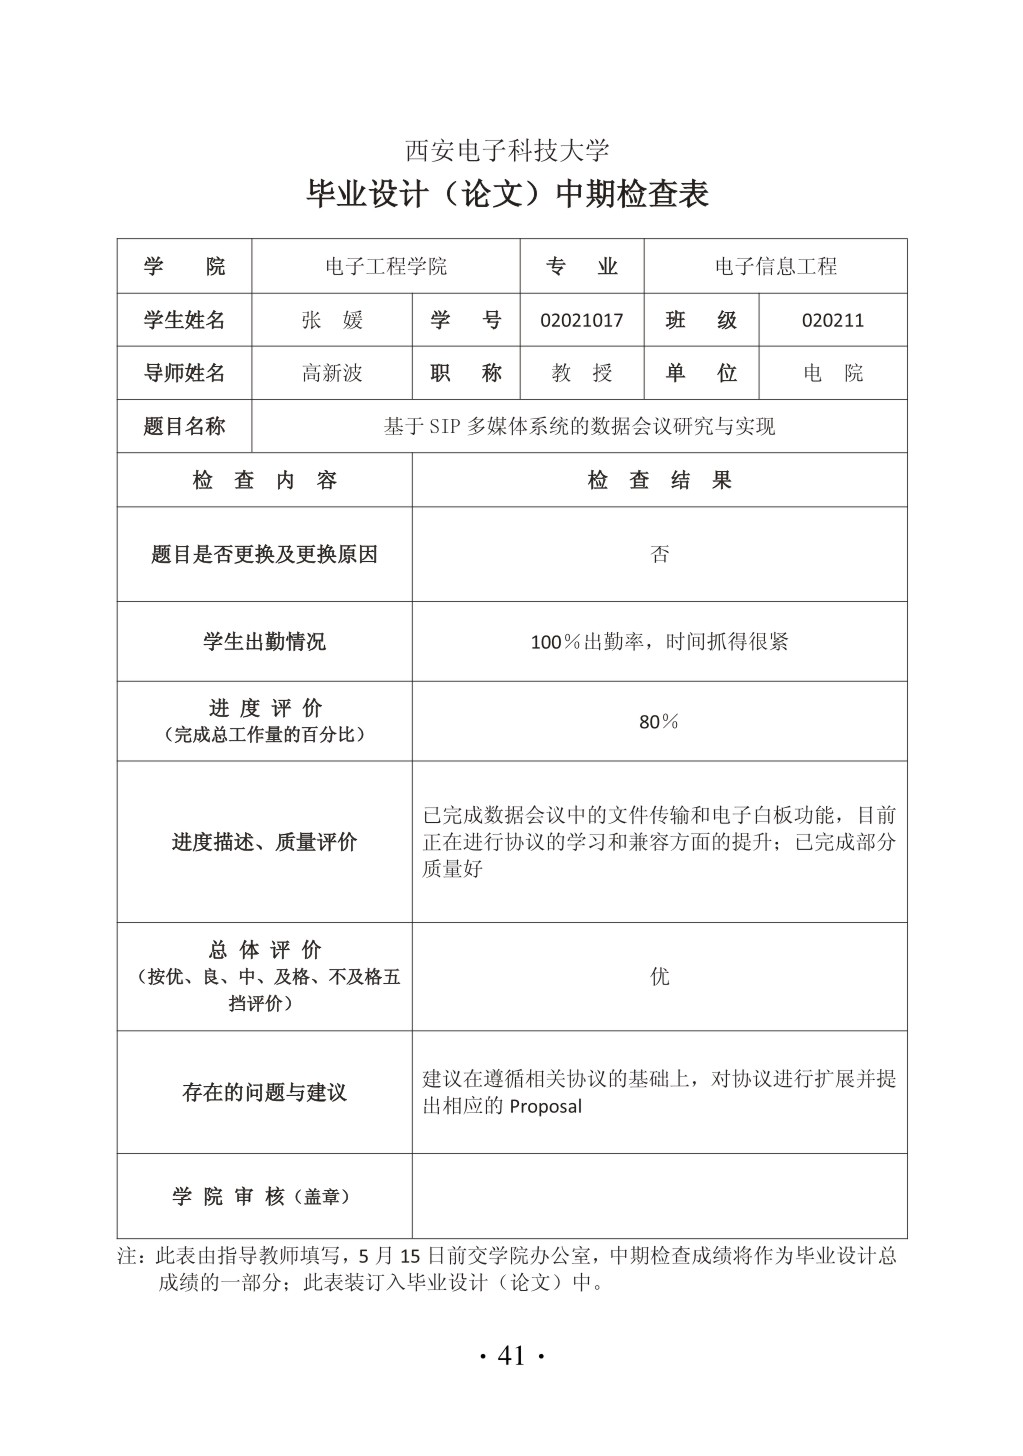 西安电子科技大学
毕业设计（论文）中期检查表
学 院 电子工程学院 专 业 电子信息工程
学生姓名 张 媛 学 号 02021017 班 级 020211
导师姓名 高新波 职 称 教 授 单 位 电 院
题目名称 基于 SIP 多媒体系统的数据会议研究与实现
检 查 内 容 检 查 结 果
题目是否更换及更换原因 否
学生出勤情况 100％出勤率，时间抓得很紧
进 度 评 价
（完成总工作量的百分比）
80％
进度描述、质量评价
已完成数据会议中的文件传输和电子白板功能，目前
正在进行协议的学习和兼容方面的提升；已完成部分
质量好
总 体 评 价
（按优、良、中、及格、不及格五
挡评价）
优
存在的问题与建议
建议在遵循相关协议的基础上，对协议进行扩展并提
出相应的 Proposal
学 院 审 核（盖章）
注：此表由指导教师填写，5 月 15 日前文学院办公室，中期检查成绩将作为毕业设计总
成绩的一部分；此表装订入毕业设计（论文）中。
· 41 ·